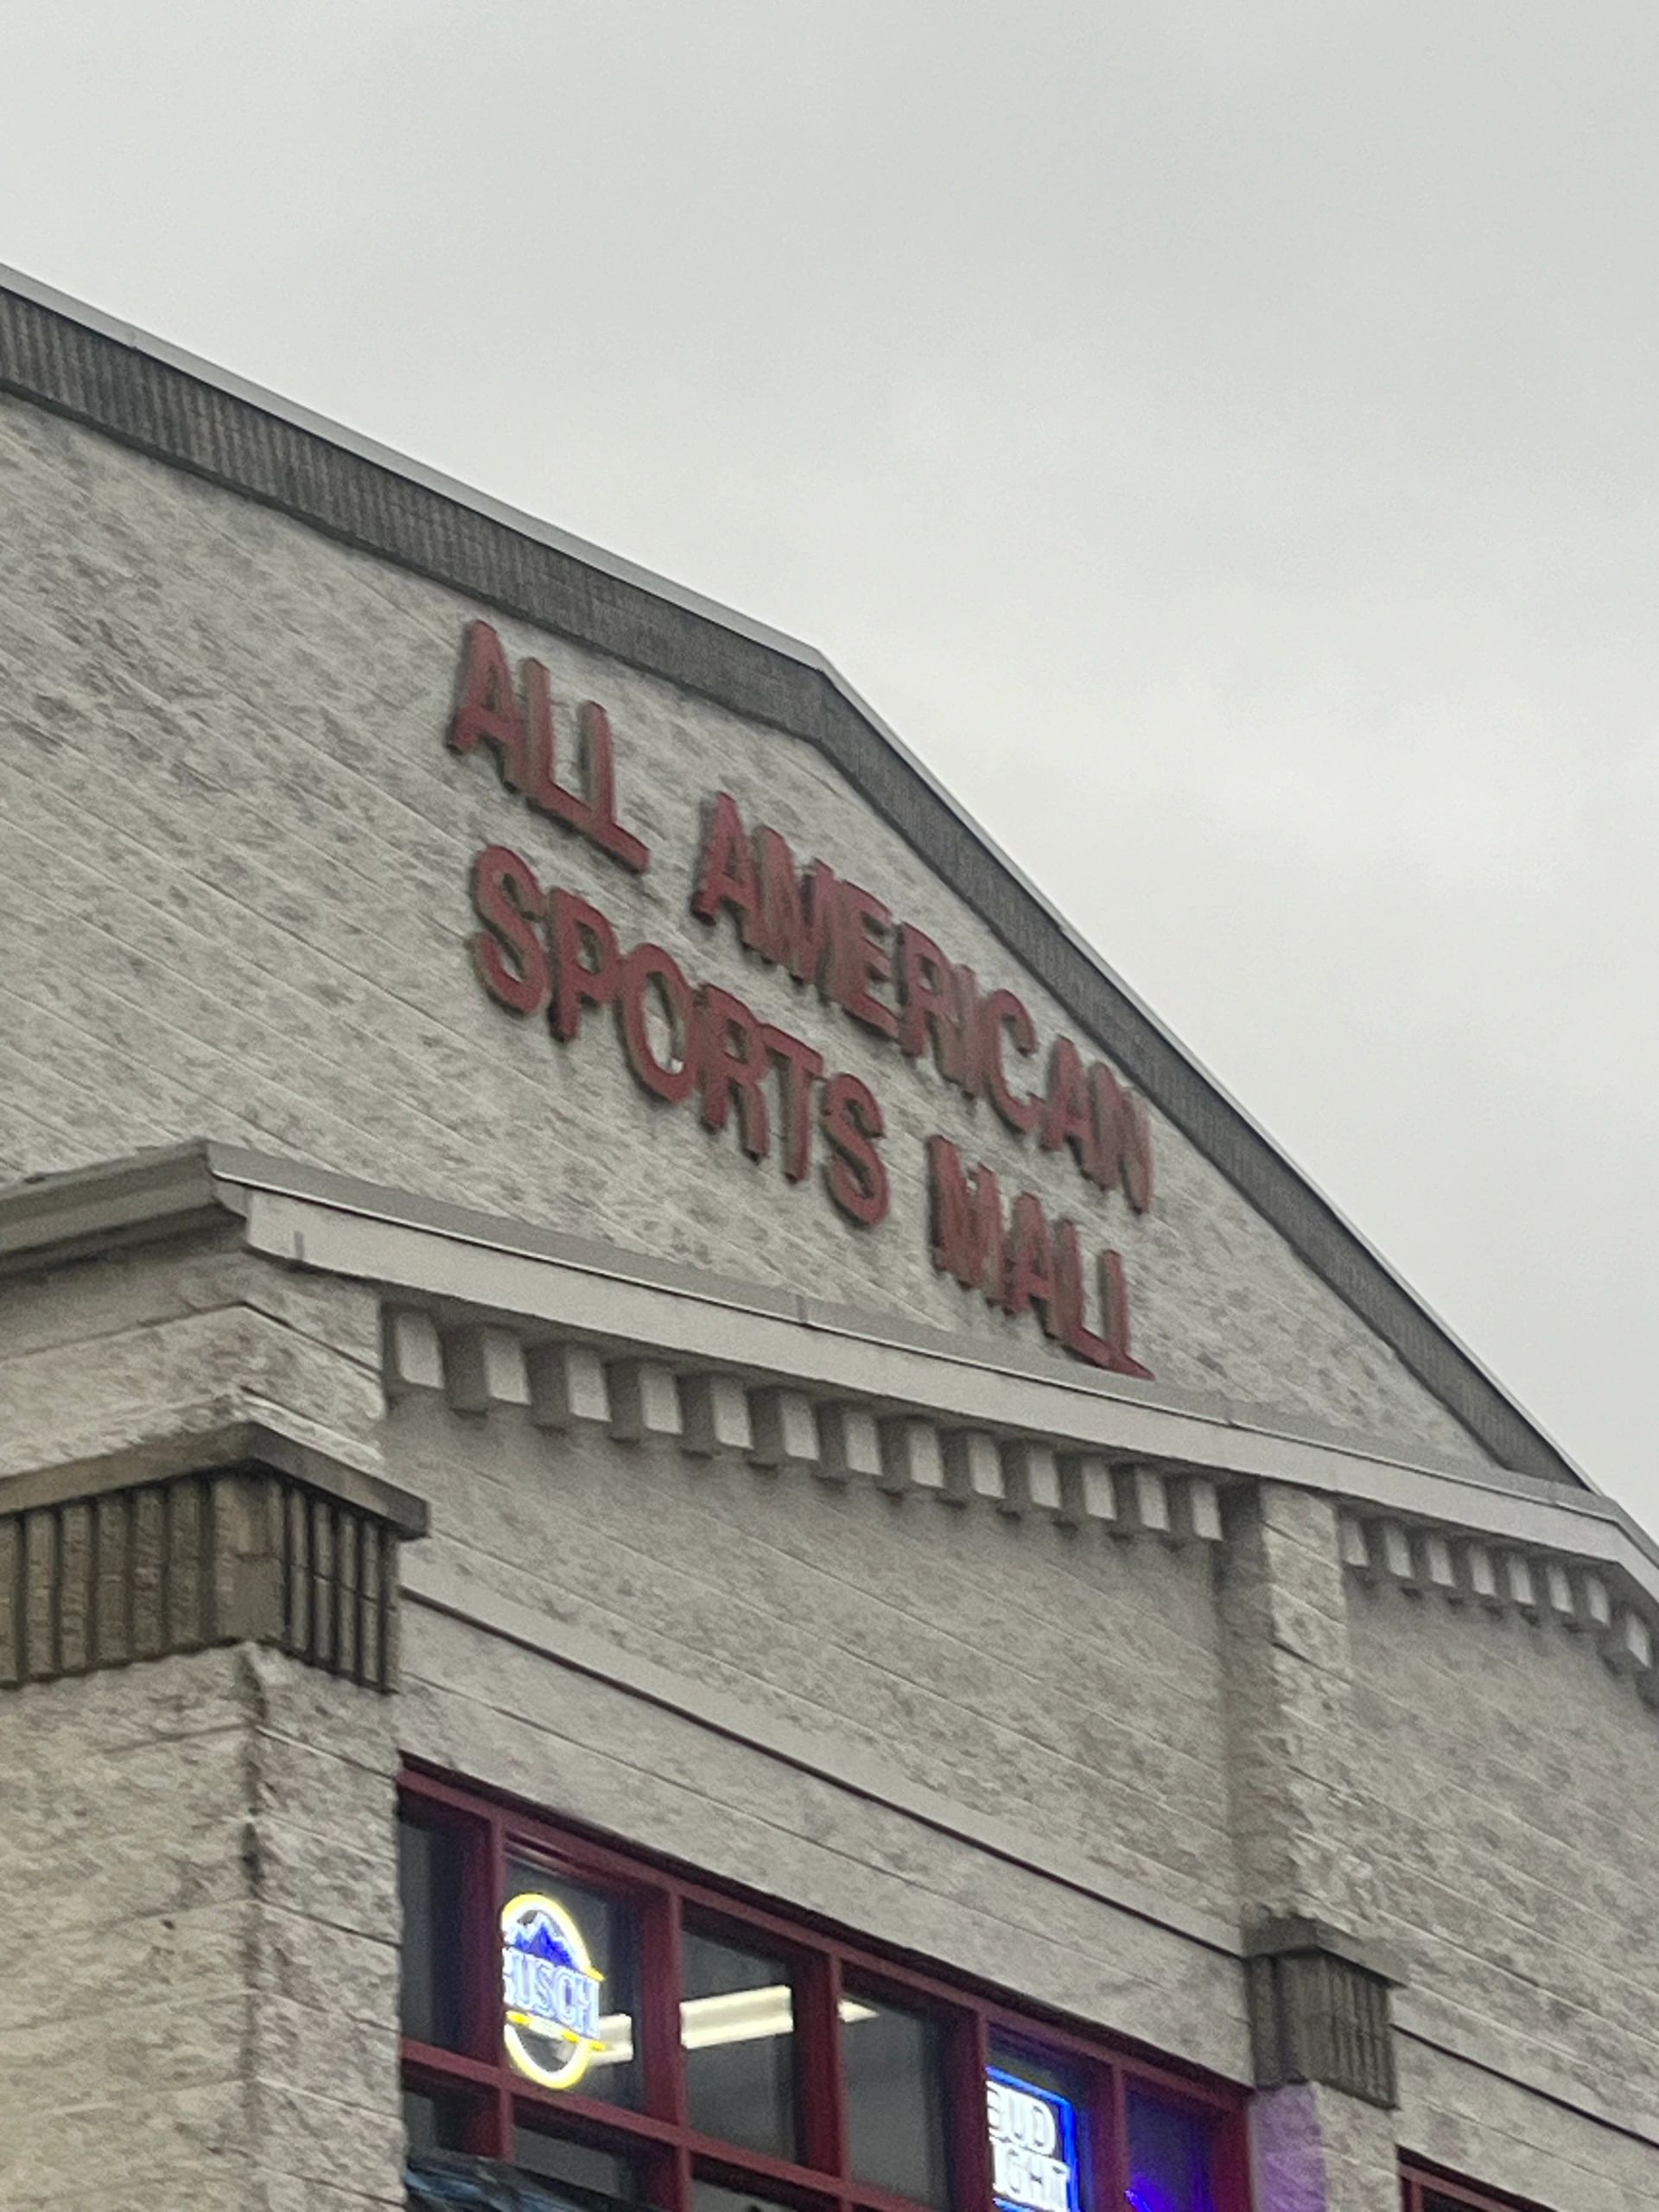 ALL AMERICAN
SPORTS MALL
BUSCH
BUD
LIGHT